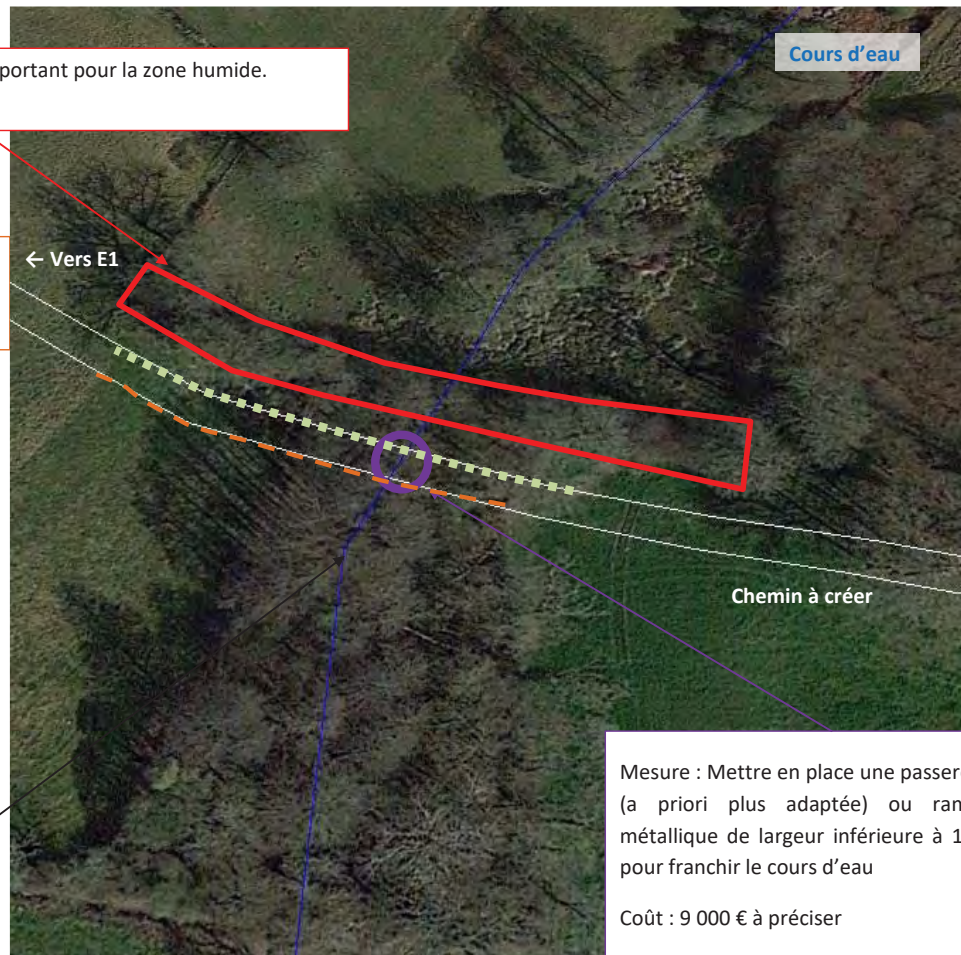 Cours d'eau
portant pour la zone humide.
← Vers E1
Chemin à créer
Mesure : Mettre en place une passer
(a priori plus adaptée) ou ran
métallique de largeur inférieure à 1
pour franchir le cours d'eau
Coût : 9 000 € à préciser